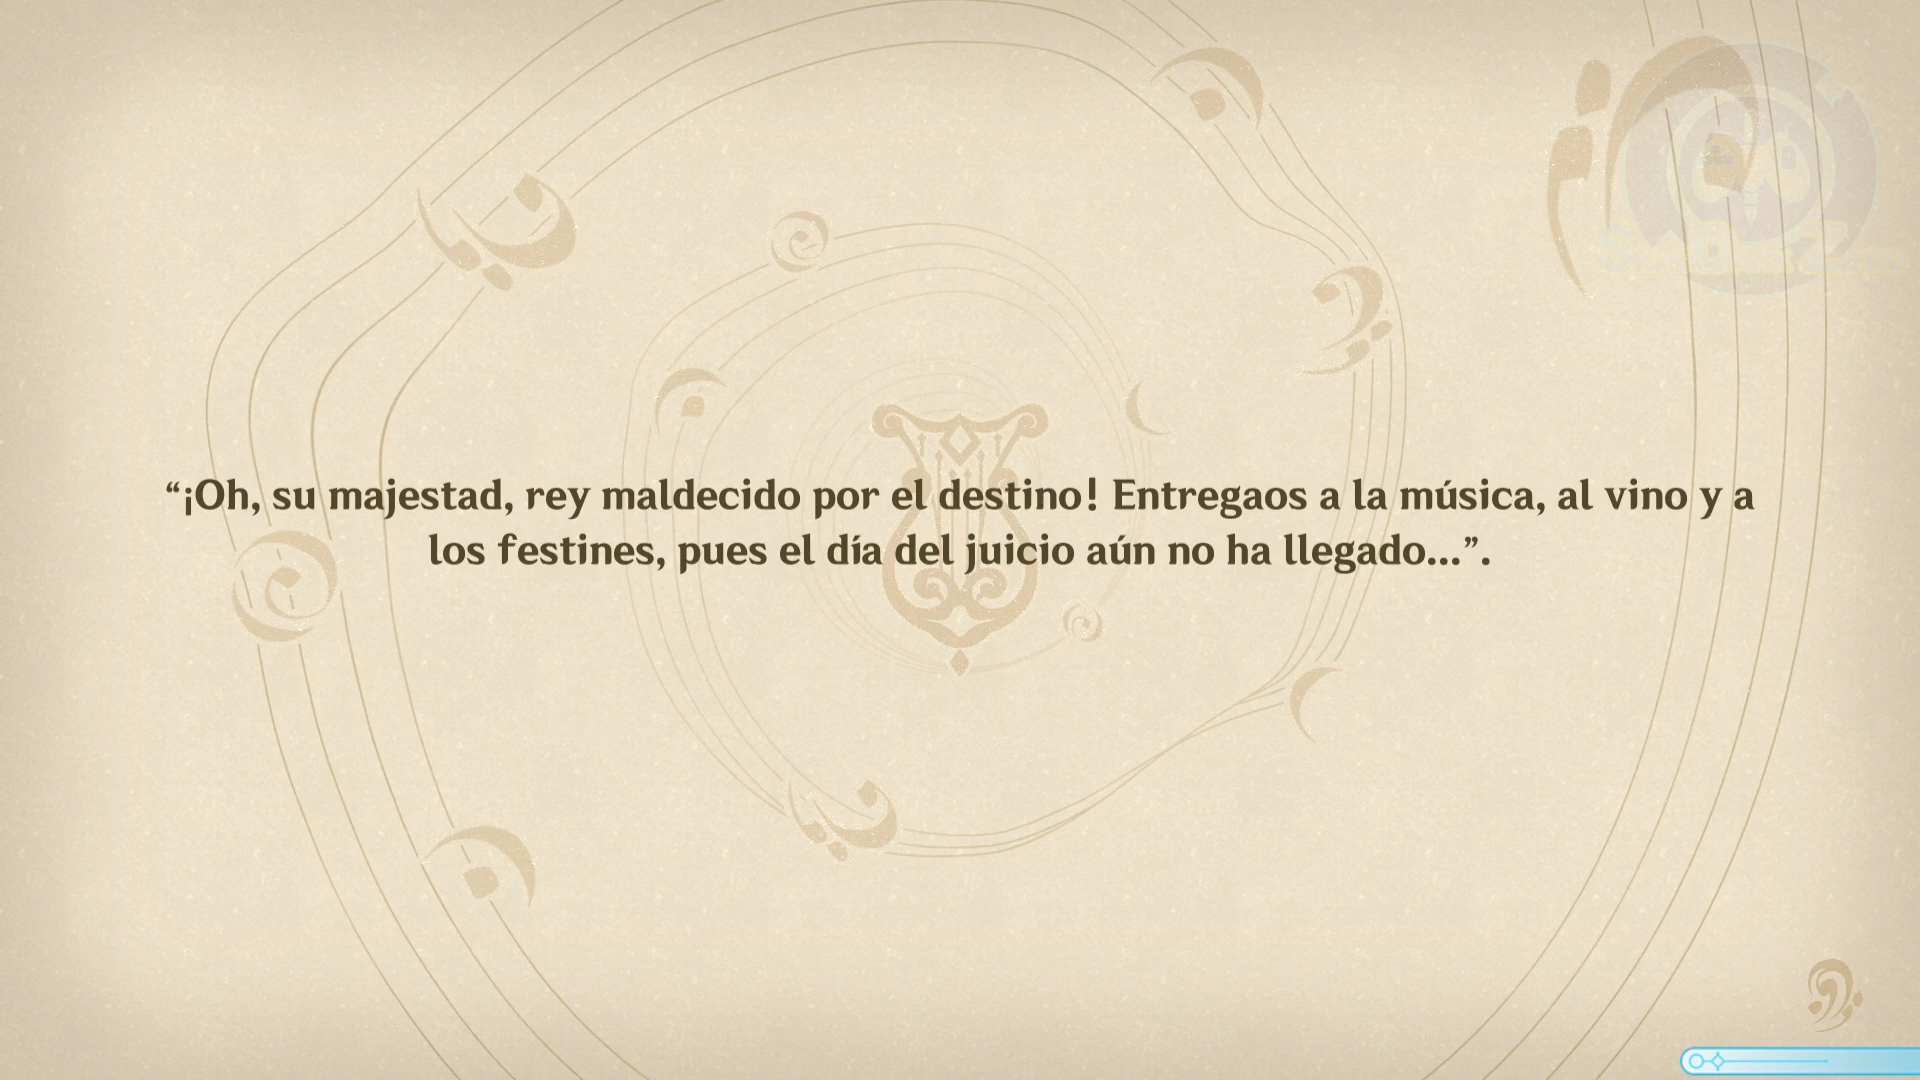 “¡Oh, su majestad, rey maldecido por el destino! Entregaos a la música, al vino y a
los festines, pues el día del juicio aún no ha llegado...”.